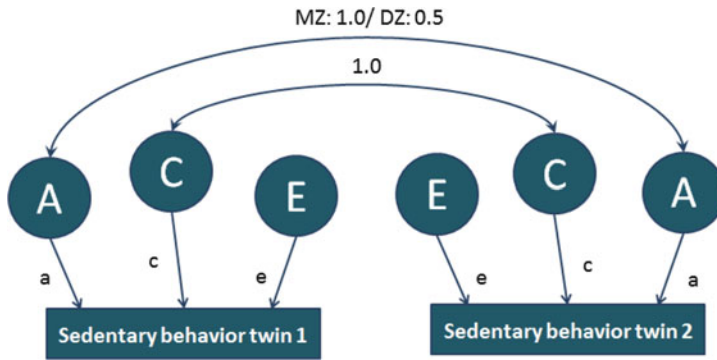 MZ: 1.0/ DZ: 0.5
1.0
A
C
E
E
C
A
a
c
e
e
c
a
Sedentary behavior twin 1
Sedentary behavior twin 2